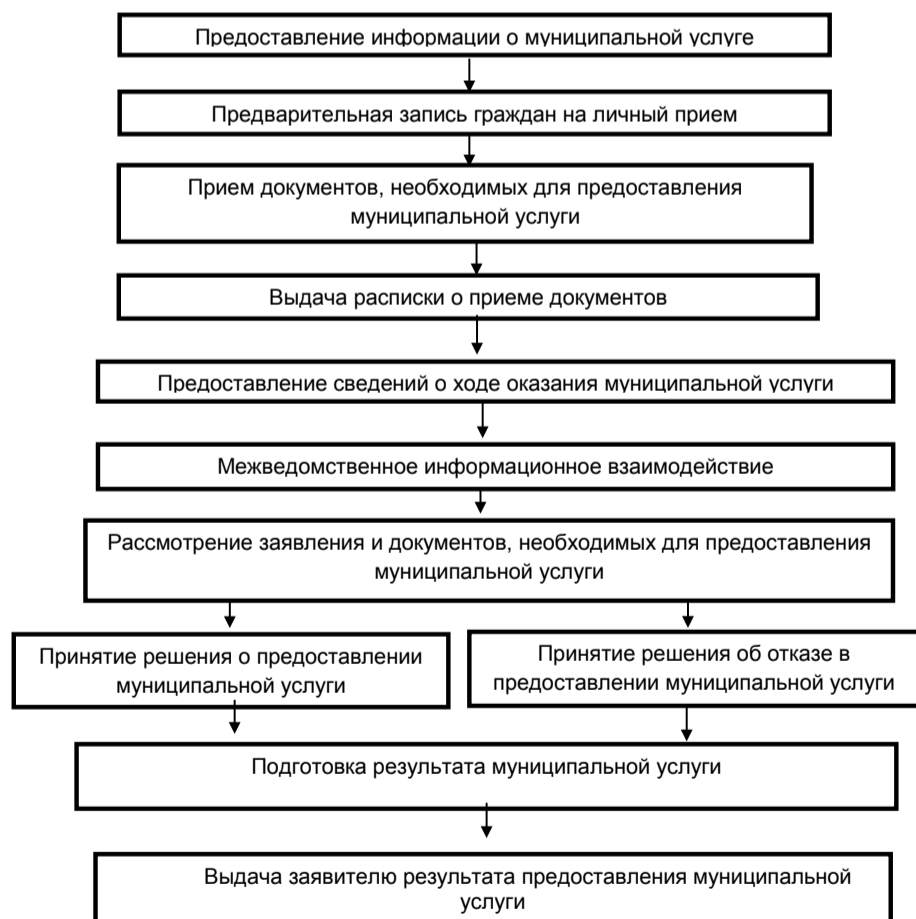 Предоставление информации о муниципальной услуге
Предварительная запись граждан на личный прием
Прием документов, необходимых для предоставления
муниципальной услуги
Выдача расписки о приеме документов
Предоставление сведений о ходе оказания муниципальной услуги
Межведомственное информационное взаимодействие
Рассмотрение заявления и документов, необходимых для предоставления
муниципальной услуги
Принятие решения о предоставлении
муниципальной услуги
Принятие решения об отказе в
предоставлении муниципальной услуги
Подготовка результата муниципальной услуги
Выдача заявителю результата предоставления муниципальной
услуги